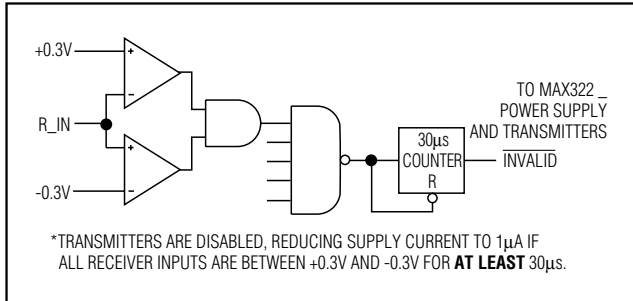 +0.3V
+
-
R_IN
+
-
-0.3V
TO MAX322 _
POWER SUPPLY
AND TRANSMITTERS
30µs
COUNTER
R
INVALID
*TRANSMITTERS ARE DISABLED, REDUCING SUPPLY CURRENT TO 1µA IF
ALL RECEIVER INPUTS ARE BETWEEN +0.3V AND -0.3V FOR AT LEAST 30µs.